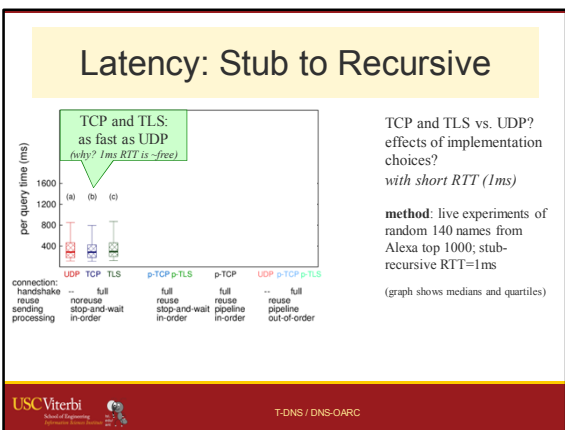 Latency: Stub to Recursive
TCP and TLS:
as fast as UDP
(why? 1ms RTT is ~free)
per query time (ms)
1600
1200
800
400
(a) (b) (c)
UDP TCP TLS p-TCP p-TLS p-TCP UDP p-TCP p-TLS
connection:
handshake -- full full full -- full
reuse noreuse reuse reuse reuse
sending stop-and-wait stop-and-wait pipeline pipeline
processing in-order in-order in-order out-of-order
TCP and TLS vs. UDP?
effects of implementation
choices?
with short RTT (1ms)
method: live experiments of
random 140 names from
Alexa top 1000; stub-
recursive RTT=1ms
(graph shows medians and quartiles)
USC Viterbi
School of Engineering
Information Sciences Institute
T-DNS / DNS-OARC